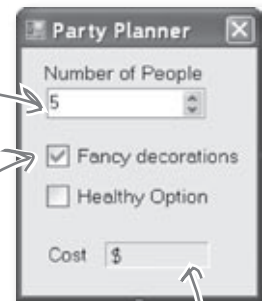 Party Planner
Number of People
5
Fancy decorations
Healthy Option
Cost $